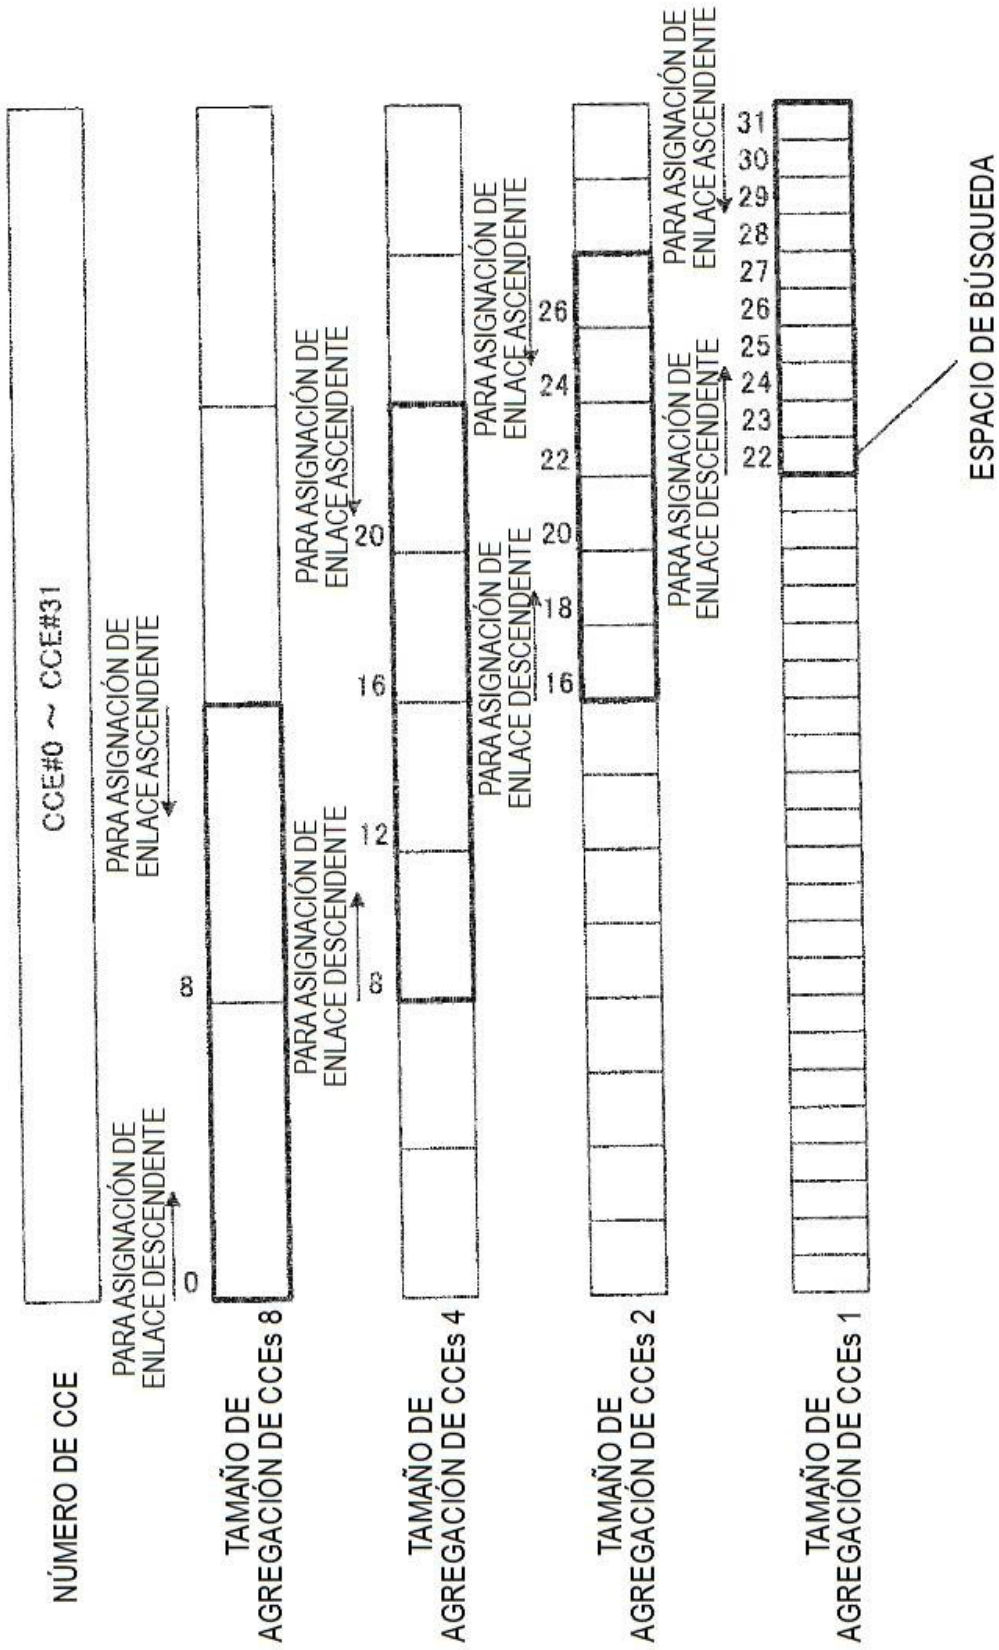 NÚMERO DE CCE
CCE#0 ~ CCE#31
PARA ASIGNACIÓN DE
ENLACE DESCENDENTE
PARA ASIGNACIÓN DE
ENLACE ASCENDENTE
0
8
TAMAÑO DE
AGREGACIÓN DE CCEs 8
PARA ASIGNACIÓN DE
ENLACE DESCENDENTE
PARA ASIGNACIÓN DE
ENLACE ASCENDENTE
8
12
16
20
TAMAÑO DE
AGREGACIÓN DE CCEs 4
PARA ASIGNACIÓN DE
ENLACE DESCENDENTE
PARA ASIGNACIÓN DE
ENLACE ASCENDENTE
16
18
20
22
24
26
TAMAÑO DE
AGREGACIÓN DE CCEs 2
PARA ASIGNACIÓN DE
ENLACE DESCENDENTE
PARA ASIGNACIÓN DE
ENLACE ASCENDENTE
22 23 24 25 26 27 28 29 30 31
TAMAÑO DE
AGREGACIÓN DE CCEs 1
ESPACIO DE BÚSQUEDA